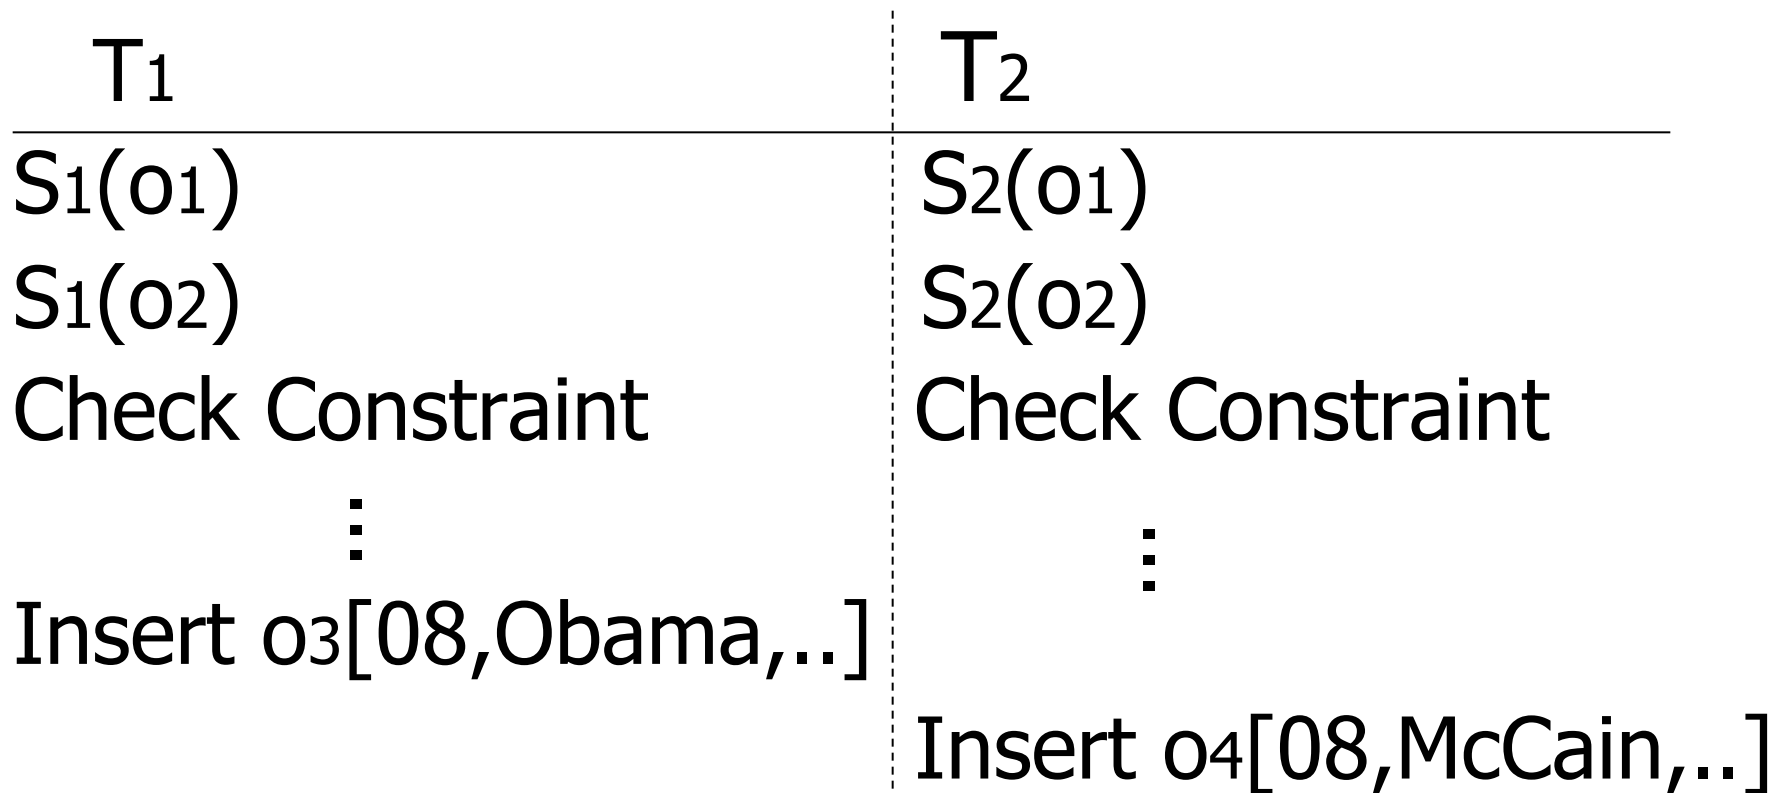 T1 T2
S1(o1) S2(o1)
S1(o2) S2(o2)
Check Constraint Check Constraint
⋮ ⋮
Insert o3[08,Obama,..]
Insert o4[08,McCain,..]